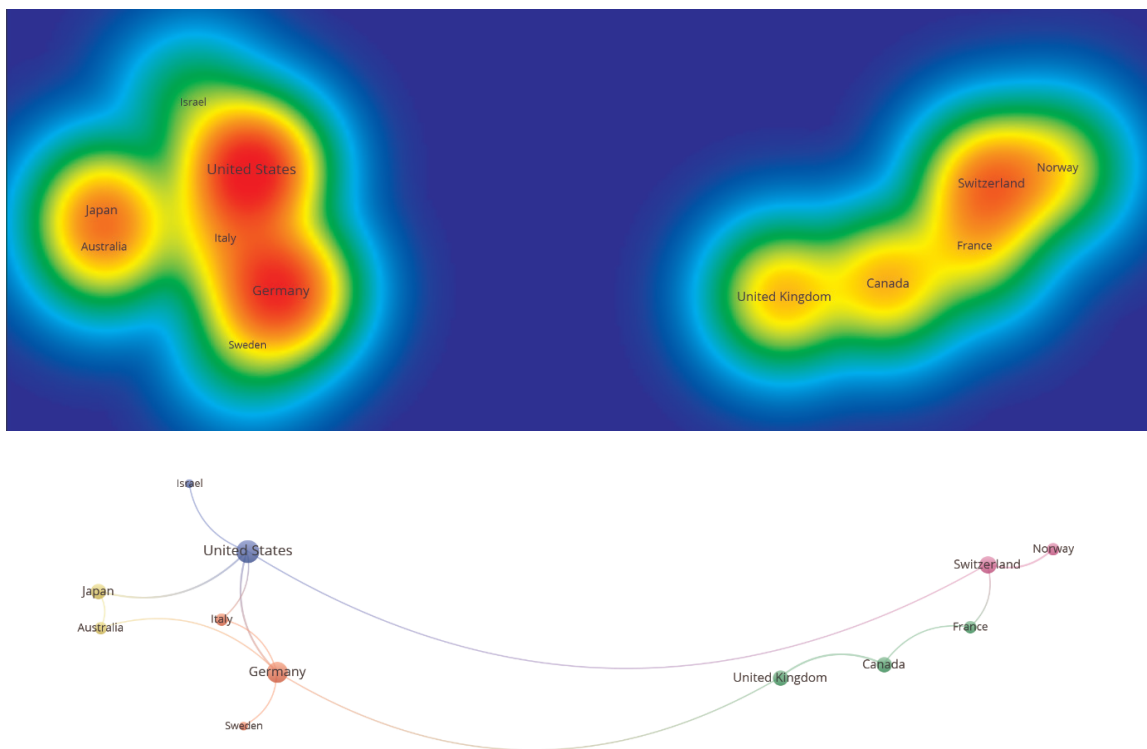 Israel
United States
Norway
Switzerland
Japan
Italy
Australia
France
Canada
Germany
United Kingdom
Sweden
Israel
United States
Norway
Switzerland
Japan
Italy
Australia
France
Canada
Germany
United Kingdom
Sweden